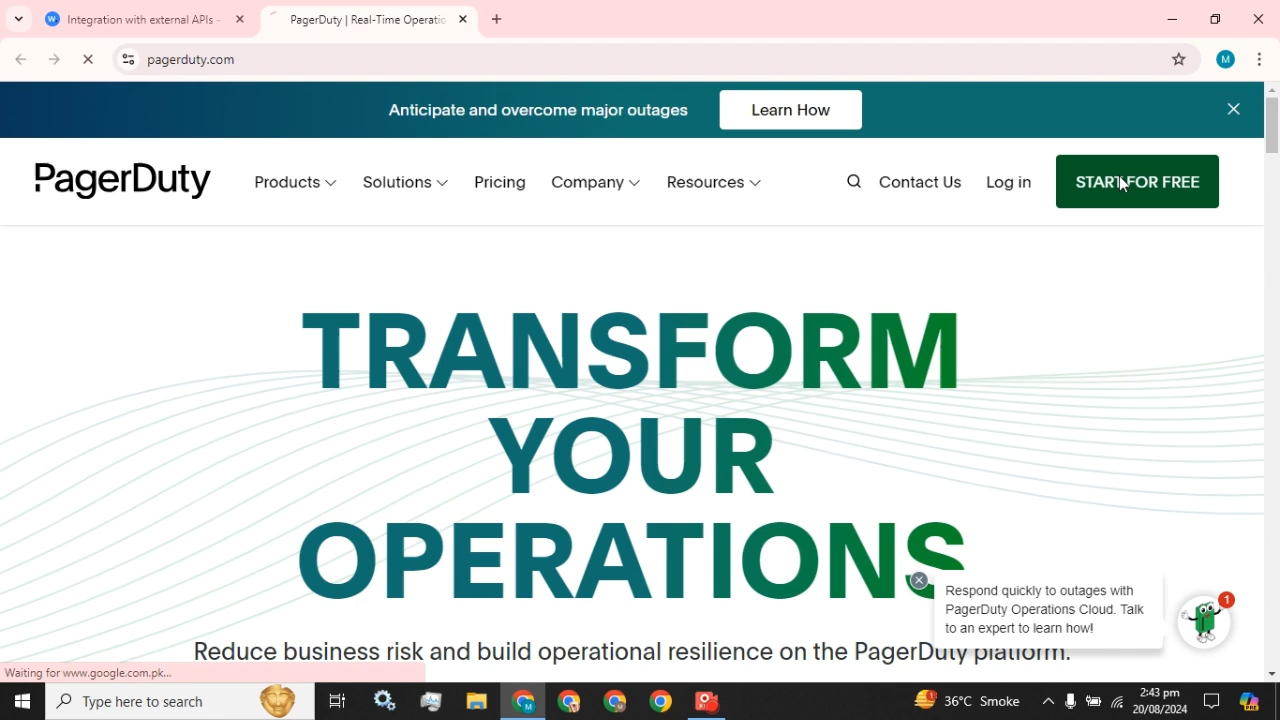 Integration with external APIs -
PagerDuty | Real-Time Operatio
pagerduty.com
M
Anticipate and overcome major outages
Learn How
PagerDuty
Products
Solutions
Pricing
Company
Resources
Contact Us
Log in
START FOR FREE
TRANSFORM
YOUR
OPERATIONS
Reduce business risk and build operational resilience on the PagerDuty platform.
Respond quickly to outages with
PagerDuty Operations Cloud. Talk
to an expert to learn how!
1
Waiting for www.google.com.pk...
Type here to search
36°C Smoke
2:43 pm
20/08/2024